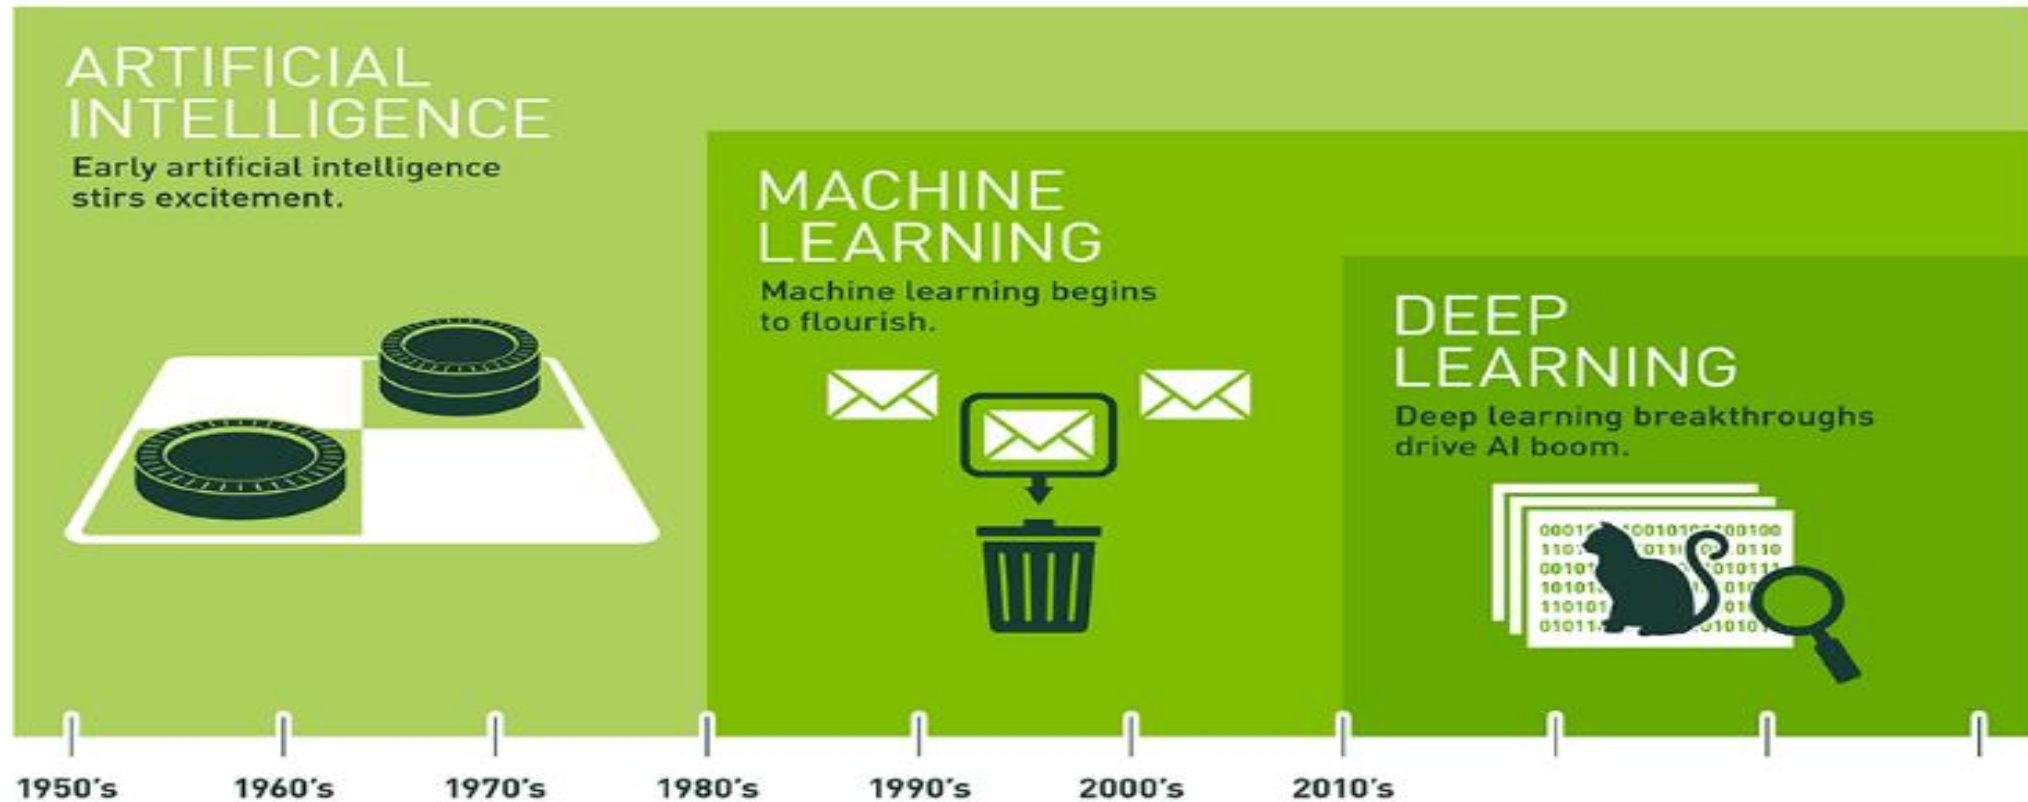 ARTIFICIAL
INTELLIGENCE
Early artificial intelligence
stirs excitement.
MACHINE
LEARNING
Machine learning begins
to flourish.
DEEP
LEARNING
Deep learning breakthroughs
drive AI boom.
1950's 1960's 1970's 1980's 1990's 2000's 2010's